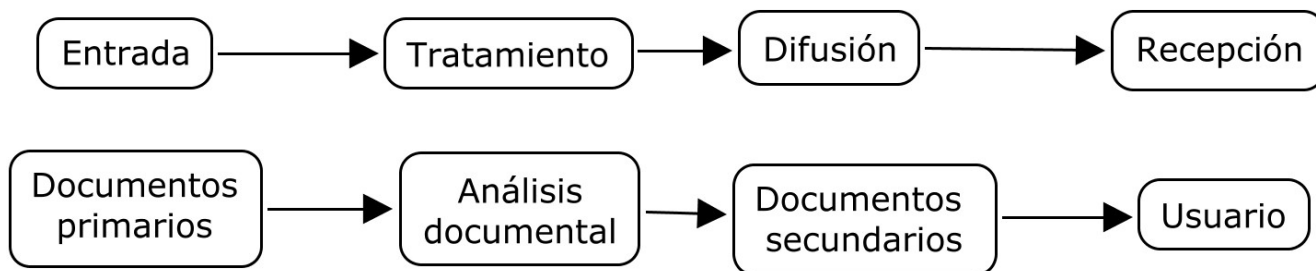 Entrada
Tratamiento
Difusión
Recepción
Documentos
primarios
Análisis
documental
Documentos
secundarios
Usuario